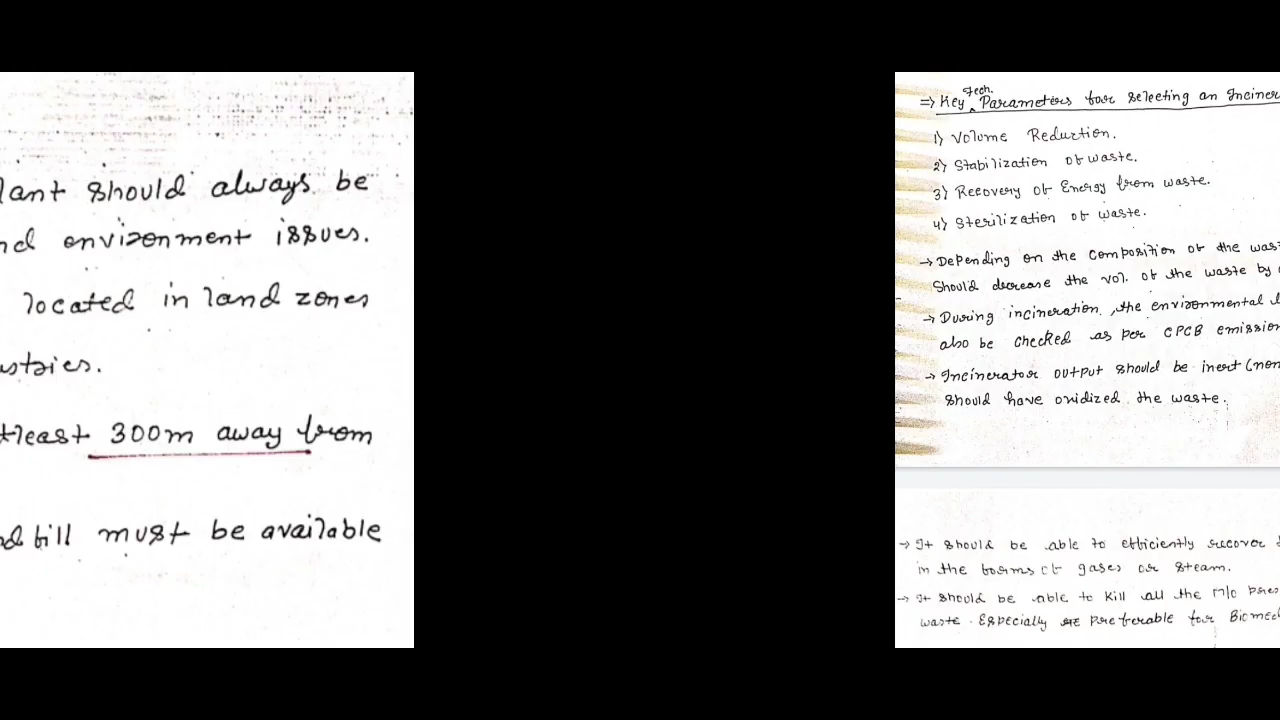 lant should always be
nd environment issues.
located in land zones
ustries.
tleast 300m away from
nd fill must be available
=> Key Tech. Parameters for selecting an Inciner
1) Volume Reduction.
2) Stabilization of waste.
3) Recovery of Energy from waste.
4) Sterilization of waste.
→ Depending on the composition of the wast
should decrease the vol. of the waste by
→ During incineration, the environmental
also be checked as per CPCB emission
→ Incinerator output should be inert (non
should have oxidized the waste.
→ It should be able to efficiently recover
in the forms of gases or steam.
→ It should be able to kill all the M/o pres
waste. Especially preferable for Biomed